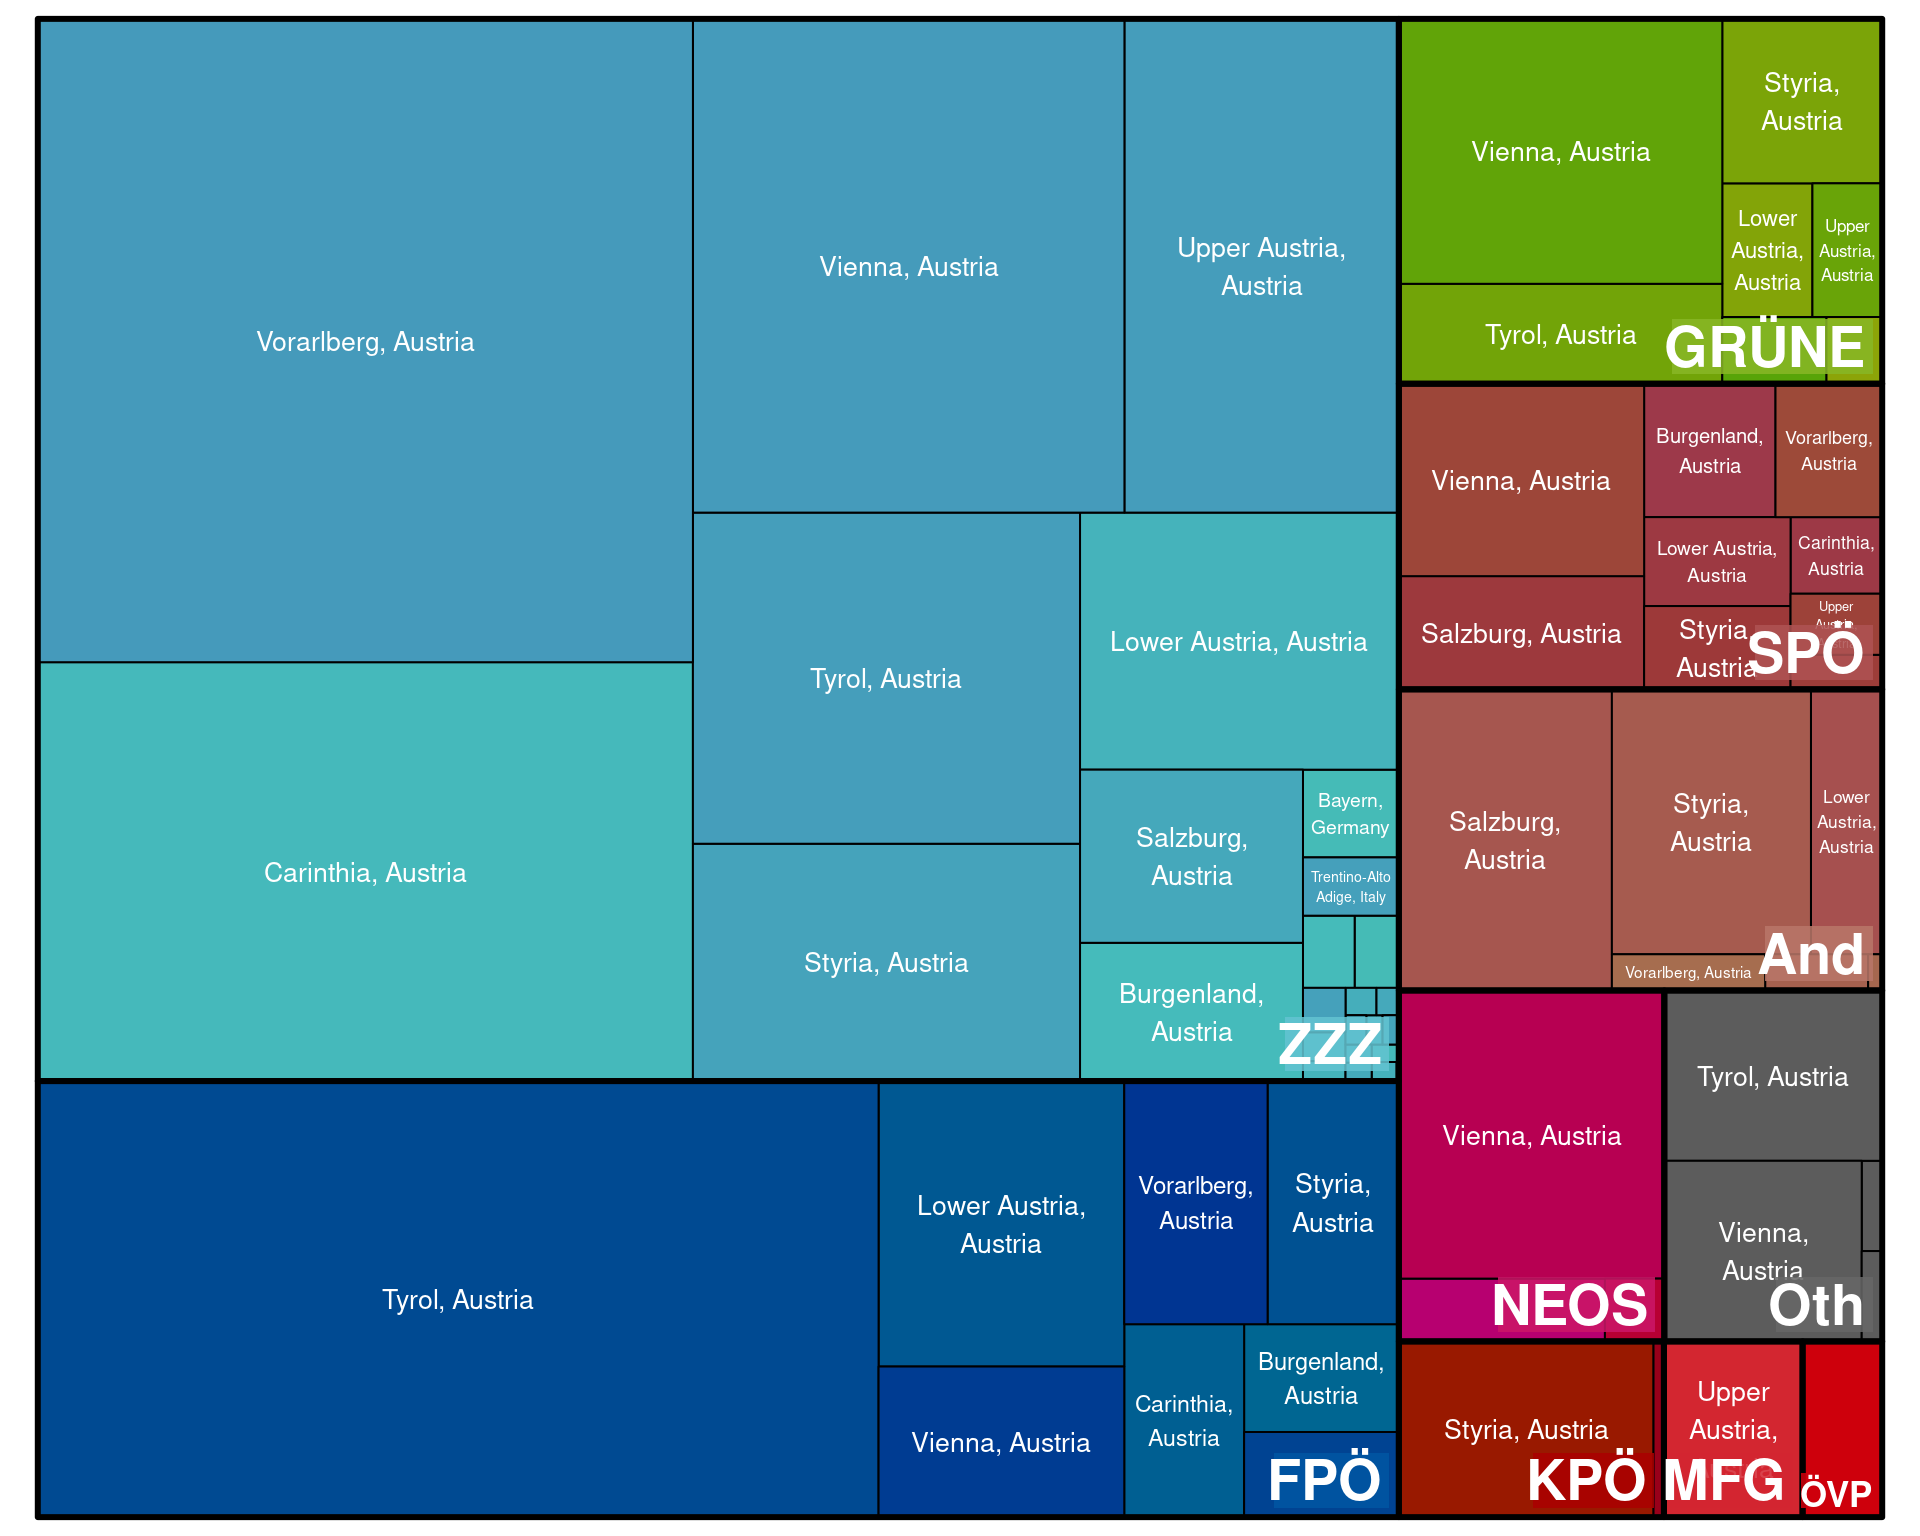 Vorarlberg, Austria
Vienna, Austria
Upper Austria,
Austria
Tyrol, Austria
Lower Austria, Austria
Carinthia, Austria
Styria, Austria
Salzburg,
Austria
Bayern,
Germany
Trentino-Alto
Adige, Italy
Burgenland,
Austria
ZZZ
Tyrol, Austria
Lower Austria,
Austria
Vienna, Austria
Vorarlberg,
Austria
Styria,
Austria
Carinthia,
Austria
Burgenland,
Austria
FPÖ
Vienna, Austria
Styria,
Austria
Lower
Austria,
Austria
Upper
Austria,
Austria
Tyrol, Austria
GRÜNE
Vienna, Austria
Burgenland,
Austria
Vorarlberg,
Austria
Lower Austria,
Austria
Carinthia,
Austria
Salzburg, Austria
Styria,
Austria
Upper
Austria,
SPÖ
Salzburg,
Austria
Styria,
Austria
Lower
Austria,
Austria
Vorarlberg, Austria
And
Vienna, Austria
NEOS
Tyrol, Austria
Vienna,
Austria
Oth
Styria, Austria
KPÖ
Upper
Austria,
MFG
ÖVP